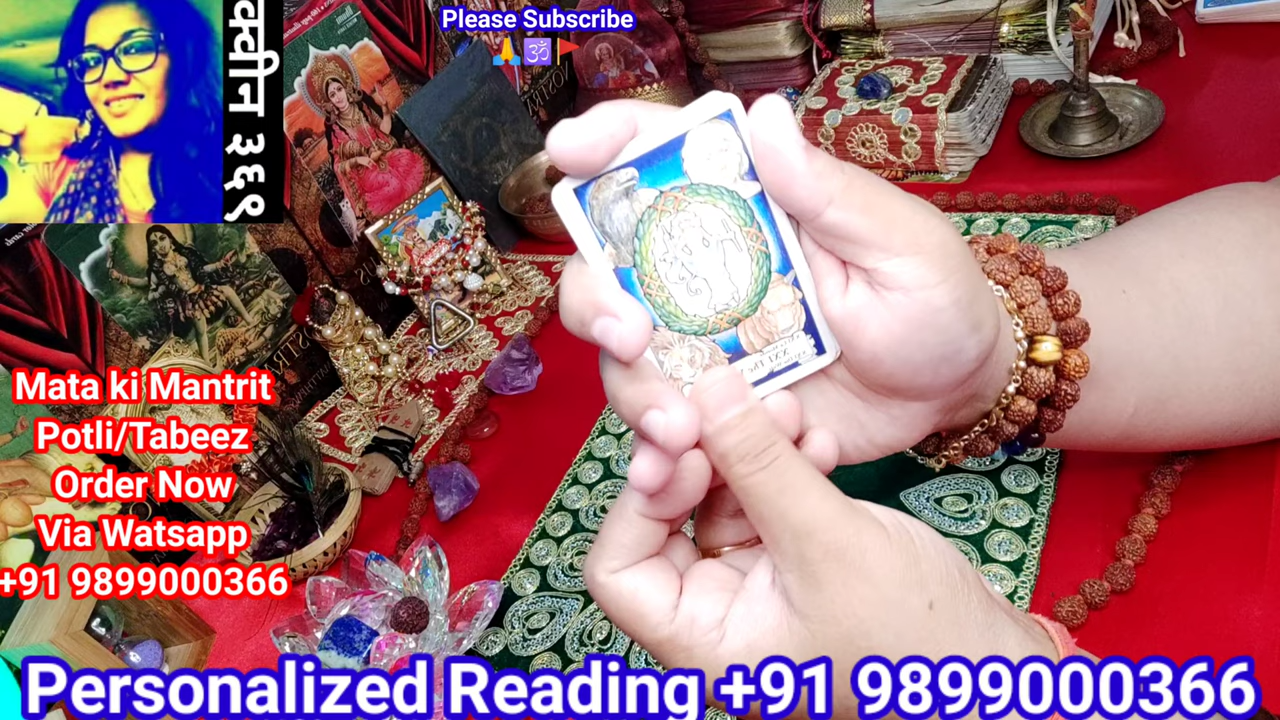 Please Subscribe
🙏🕉🚩
क्वीन ३६९
Mata ki Mantrit
Potli/Tabeez
Order Now
Via Watsapp
+91 9899000366
Personalized Reading +91 9899000366